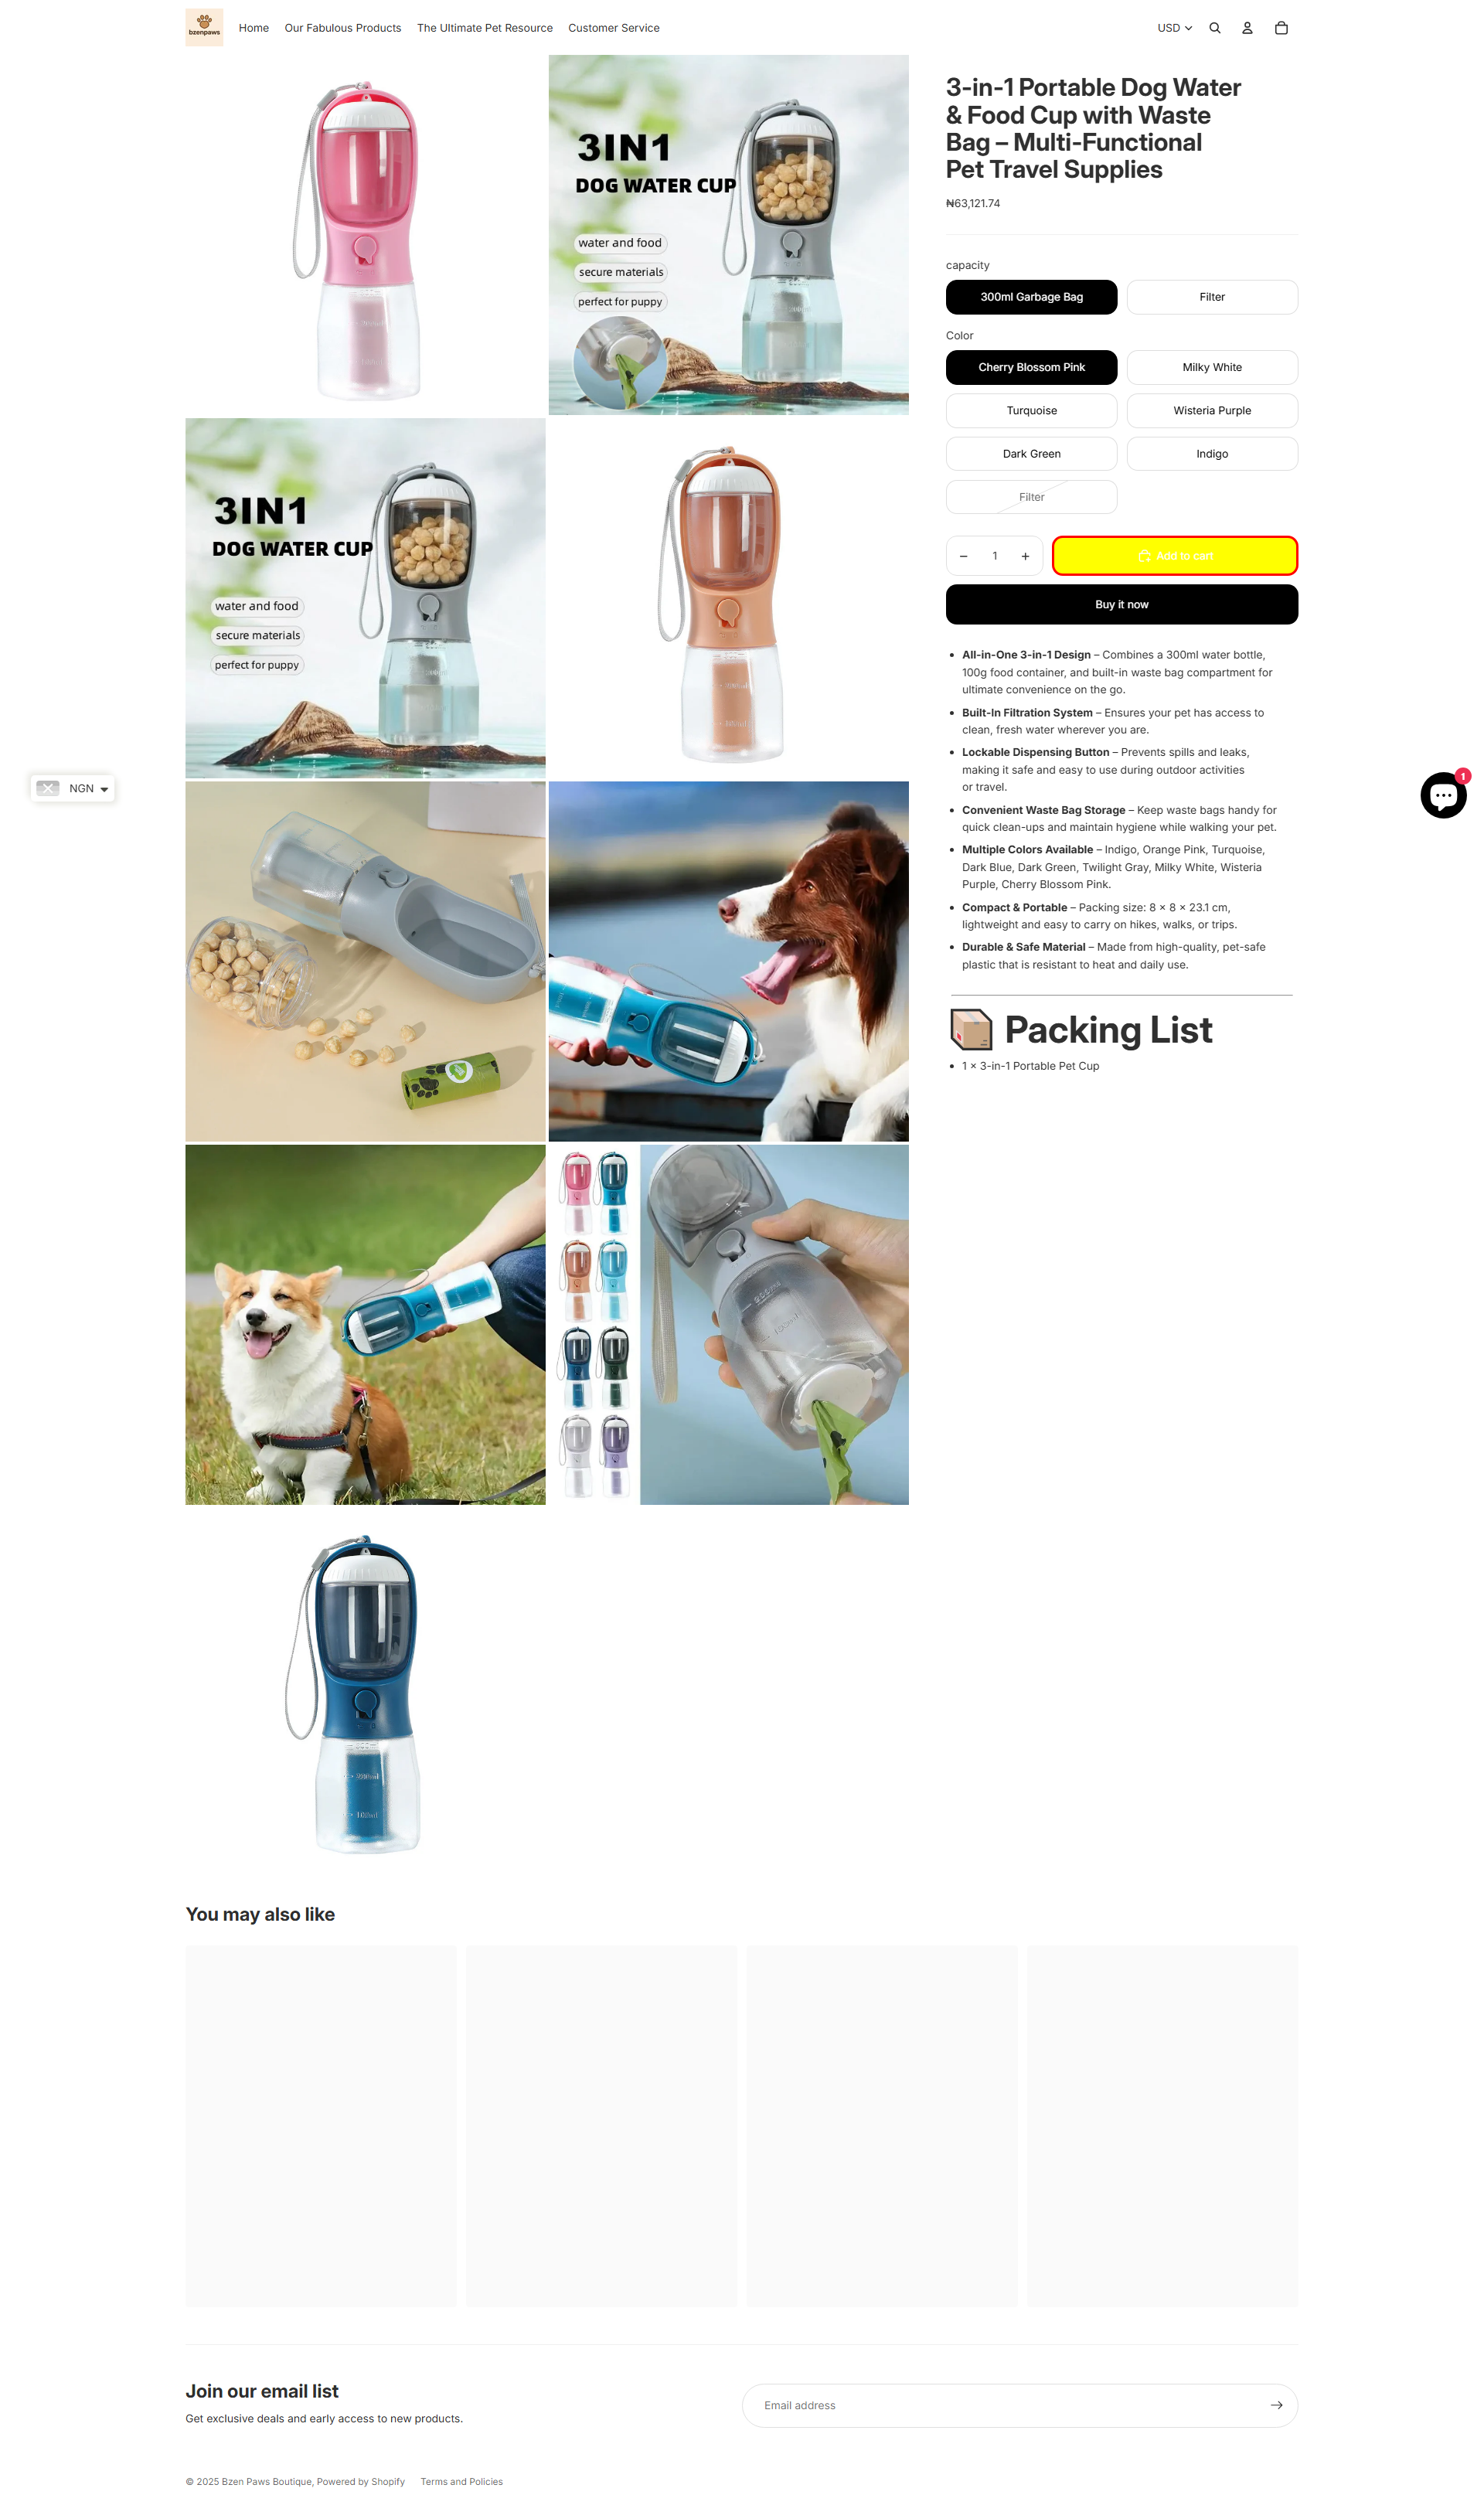 bzenpaws
Home
Our Fabulous Products
The Ultimate Pet Resource
Customer Service
USD
3-in-1 Portable Dog Water
& Food Cup with Waste
Bag – Multi-Functional
Pet Travel Supplies
₦63,121.74
capacity
300ml Garbage Bag
Filter
Color
Cherry Blossom Pink
Milky White
Turquoise
Wisteria Purple
Dark Green
Indigo
Filter
1
Add to cart
Buy it now
All-in-One 3-in-1 Design – Combines a 300ml water bottle,
100g food container, and built-in waste bag compartment for
ultimate convenience on the go.
Built-In Filtration System – Ensures your pet has access to
clean, fresh water wherever you are.
Lockable Dispensing Button – Prevents spills and leaks,
making it safe and easy to use during outdoor activities
or travel.
Convenient Waste Bag Storage – Keep waste bags handy for
quick clean-ups and maintain hygiene while walking your pet.
Multiple Colors Available – Indigo, Orange Pink, Turquoise,
Dark Blue, Dark Green, Twilight Gray, Milky White, Wisteria
Purple, Cherry Blossom Pink.
Compact & Portable – Packing size: 8 × 8 × 23.1 cm,
lightweight and easy to carry on hikes, walks, or trips.
Durable & Safe Material – Made from high-quality, pet-safe
plastic that is resistant to heat and daily use.
Packing List
1 × 3-in-1 Portable Pet Cup
3IN1
DOG WATER CUP
water and food
secure materials
perfect for puppy
3IN1
DOG WATER CUP
water and food
secure materials
perfect for puppy
NGN
1
You may also like
Join our email list
Get exclusive deals and early access to new products.
Email address
© 2025 Bzen Paws Boutique, Powered by Shopify
Terms and Policies